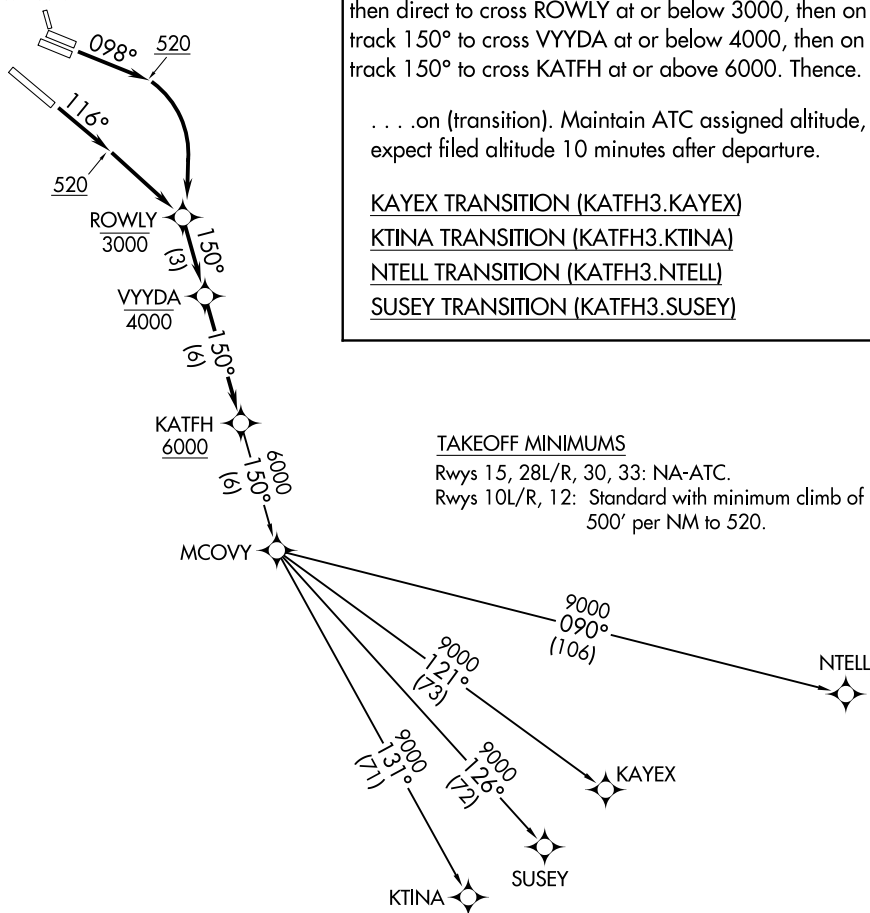 then direct to cross ROWLY at or below 3000, then on
track 150° to cross VYYDA at or below 4000, then on
track 150° to cross KATFH at or above 6000. Thence.
. . . .on (transition). Maintain ATC assigned altitude,
expect filed altitude 10 minutes after departure.
KAYEX TRANSITION (KATFH3.KAYEX)
KTINA TRANSITION (KATFH3.KTINA)
NTELL TRANSITION (KATFH3.NTELL)
SUSEY TRANSITION (KATFH3.SUSEY)
098°
520
116°
520
ROWLY
3000
150°
(3)
VYYDA
4000
150°
(6)
KATFH
6000
6000
150°
(6)
MCOVY
TAKEOFF MINIMUMS
Rwys 15, 28L/R, 30, 33: NA-ATC.
Rwys 10L/R, 12: Standard with minimum climb of
500' per NM to 520.
9000
090°
(106)
NTELL
9000
121°
(73)
KAYEX
9000
126°
(72)
SUSEY
9000
131°
(71)
KTINA